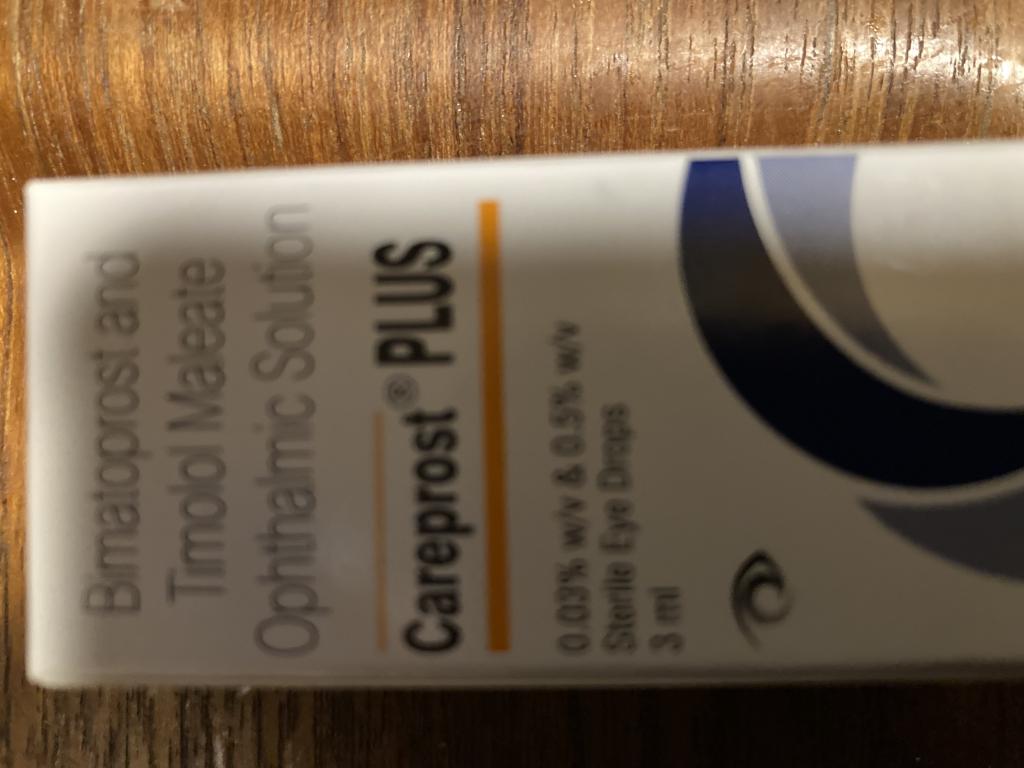 Bimatoprost and
Timolol Maleate
Ophthalmic Solution
Careprost® PLUS
0.03% w/v & 0.5% w/v
Sterile Eye Drops
3 ml